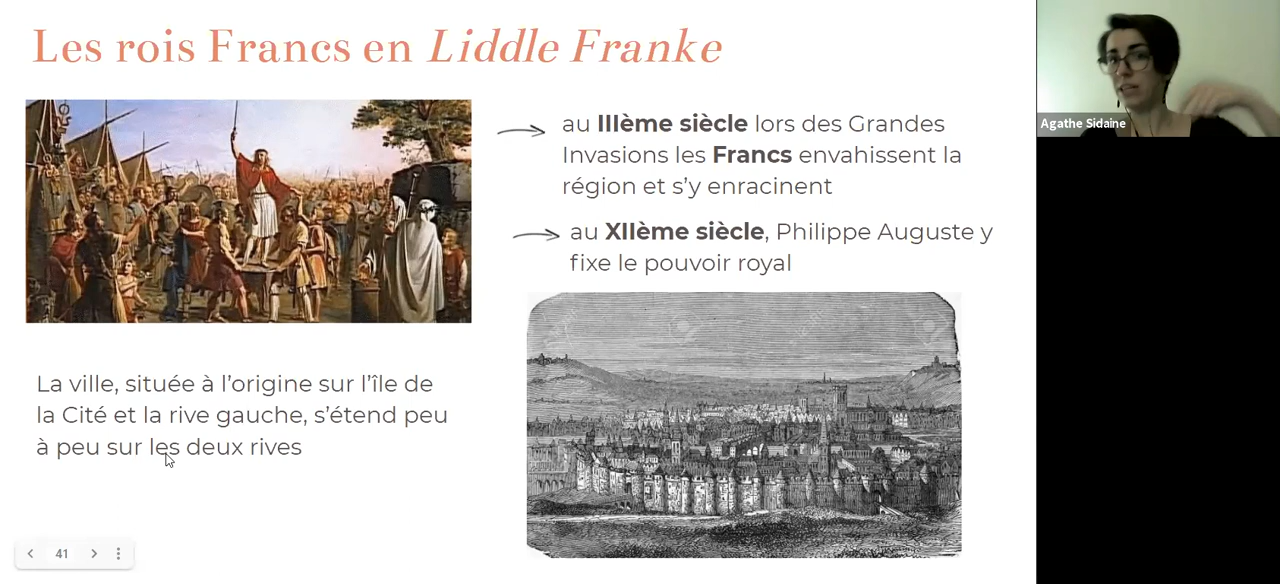 Les rois Francs en Liddle Franke
au IIIème siècle lors des Grandes
Invasions les Francs envahissent la
région et s’y enracinent
au XIIème siècle, Philippe Auguste y
fixe le pouvoir royal
La ville, située à l’origine sur l’île de
la Cité et la rive gauche, s’étend peu
à peu sur les deux rives
41
Agathe Sidaine